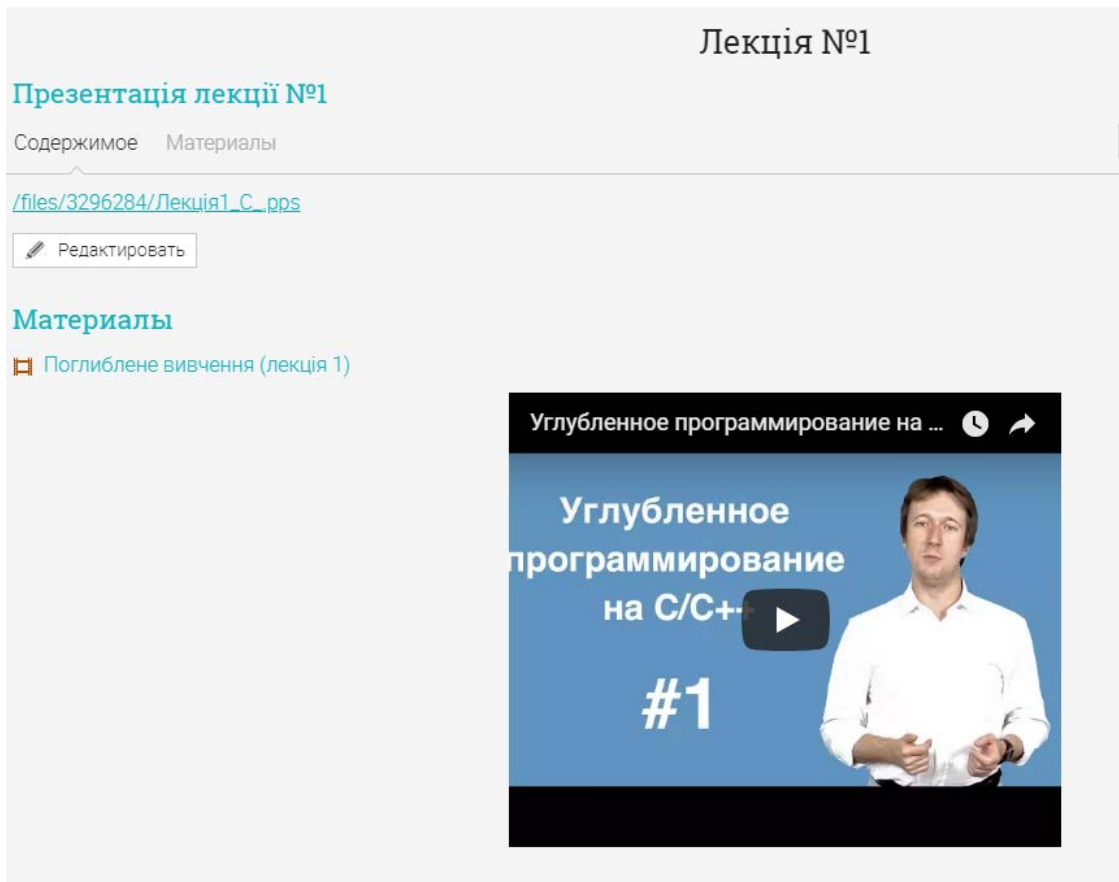 Лекція №1
Презентація лекції №1
Содержимое Материалы
/files/3296284/Лекція1_C_.pps
Редактировать
Материалы
Поглиблене вивчення (лекція 1)
Углубленное программирование на ...
Углубленное
программирование
на C/C++
#1